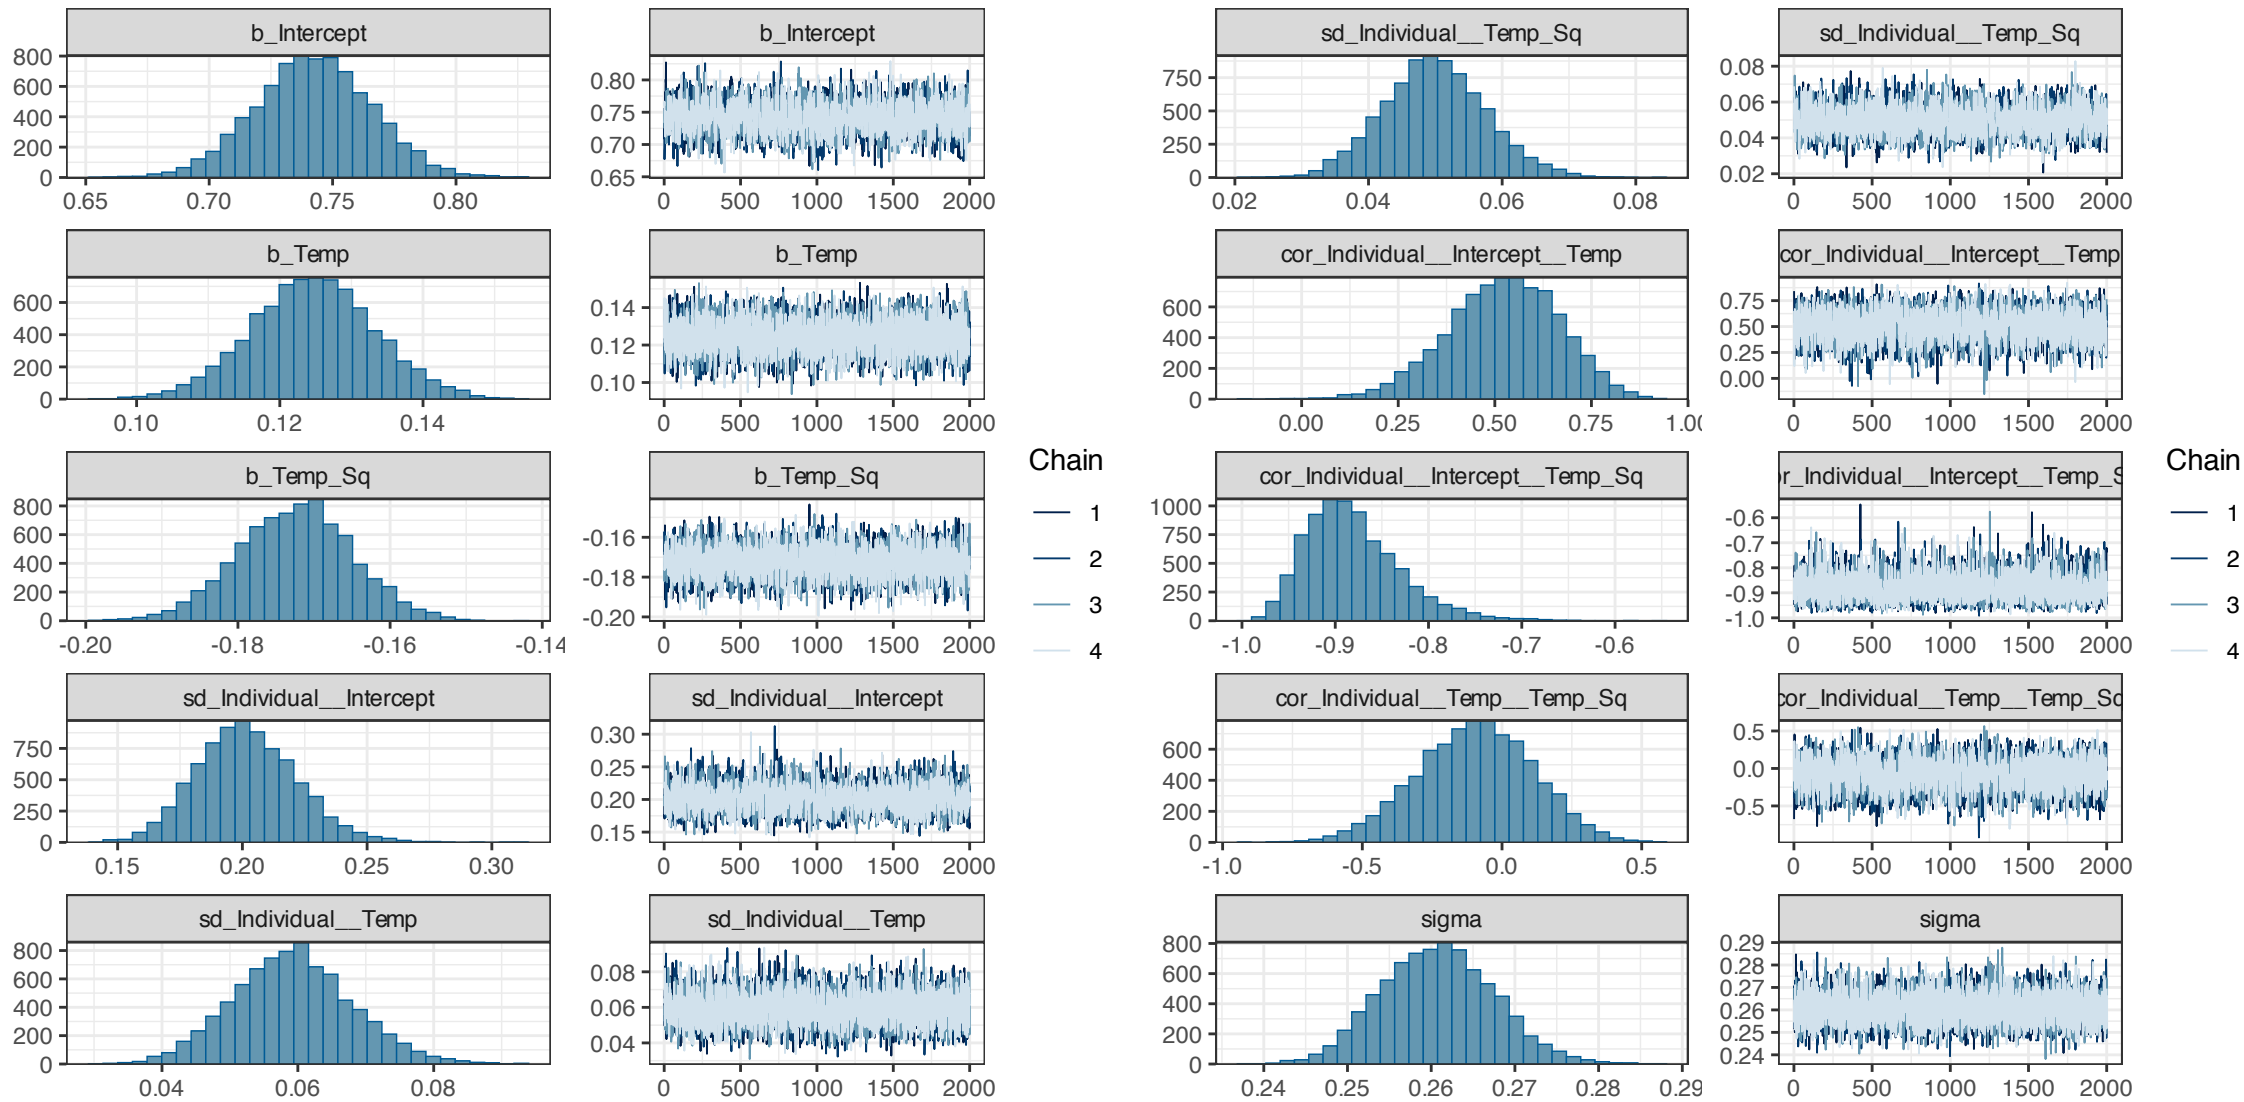 b_Intercept
800
600
400
200
0
0.65 0.70 0.75 0.80
b_Intercept
0.80
0.75
0.70
0.65
0 500 1000 1500 2000
b_Temp
600
400
200
0
0.10 0.12 0.14
b_Temp
0.14
0.12
0.10
0 500 1000 1500 2000
b_Temp_Sq
800
600
400
200
0
-0.20 -0.18 -0.16 -0.14
b_Temp_Sq
-0.16
-0.18
-0.20
0 500 1000 1500 2000
sd_Individual__Intercept
750
500
250
0
0.15 0.20 0.25 0.30
sd_Individual__Intercept
0.30
0.25
0.20
0.15
0 500 1000 1500 2000
sd_Individual__Temp
800
600
400
200
0
0.04 0.06 0.08
sd_Individual__Temp
0.08
0.06
0.04
0 500 1000 1500 2000
Chain
1
2
3
4
sd_Individual__Temp_Sq
750
500
250
0
0.02 0.04 0.06 0.08
sd_Individual__Temp_Sq
0.08
0.06
0.04
0.02
0 500 1000 1500 2000
cor_Individual__Intercept__Temp
600
400
200
0
0.00 0.25 0.50 0.75 1.00
cor_Individual__Intercept__Temp
0.75
0.50
0.25
0.00
0 500 1000 1500 2000
cor_Individual__Intercept__Temp_Sq
1000
750
500
250
0
-1.0 -0.9 -0.8 -0.7 -0.6
or_Individual__Intercept__Temp_S
-0.6
-0.7
-0.8
-0.9
-1.0
0 500 1000 1500 2000
cor_Individual__Temp__Temp_Sq
600
400
200
0
-1.0 -0.5 0.0 0.5
cor_Individual__Temp__Temp_Sq
0.5
0.0
-0.5
0 500 1000 1500 2000
sigma
800
600
400
200
0
0.24 0.25 0.26 0.27 0.28 0.29
sigma
0.29
0.28
0.27
0.26
0.25
0.24
0 500 1000 1500 2000
Chain
1
2
3
4